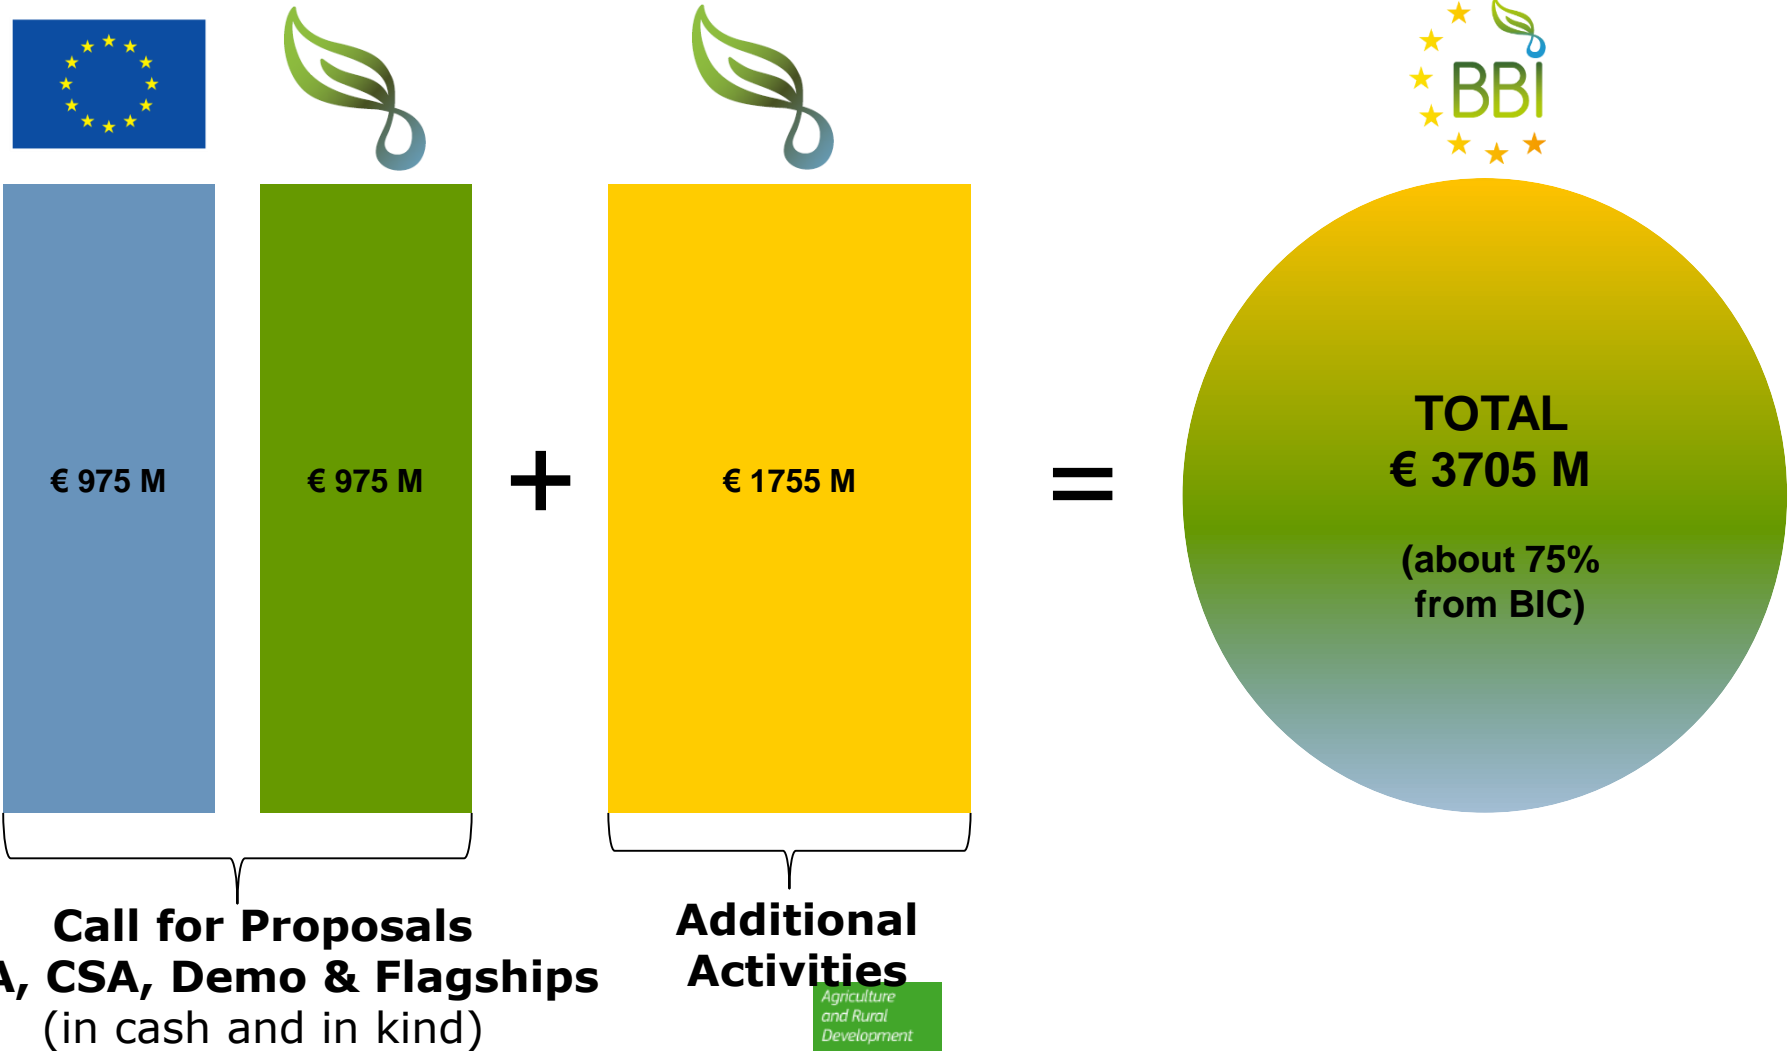 BBI
€ 975 M
€ 975 M
+
€ 1755 M
=
TOTAL
€ 3705 M
(about 75%
from BIC)
Call for Proposals
A, CSA, Demo & Flagships
(in cash and in kind)
Additional
Activities
Agriculture
and Rural
Development